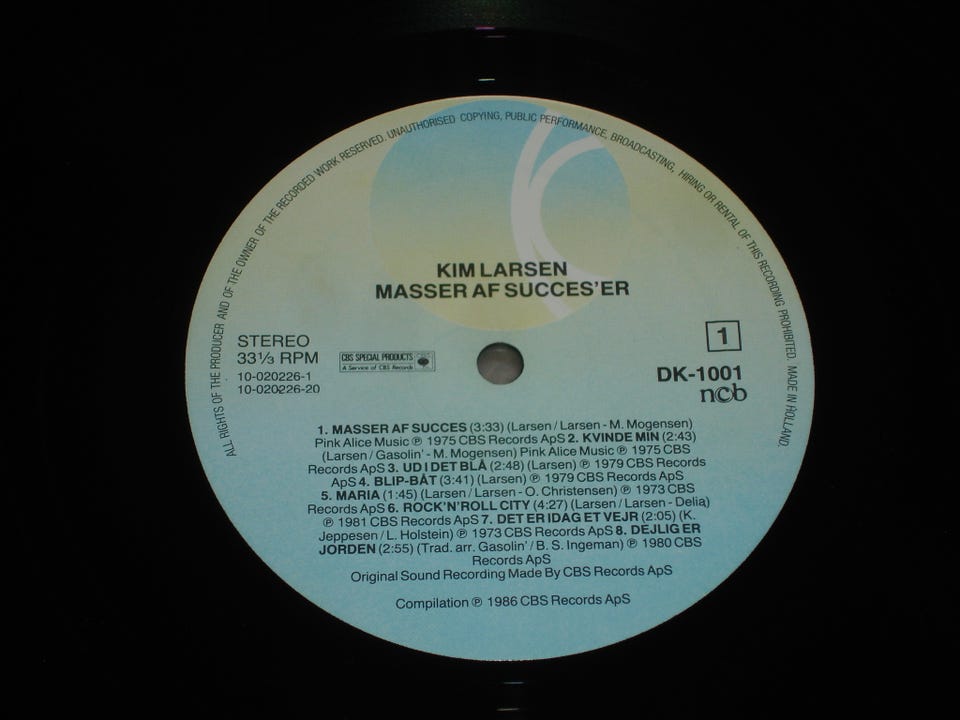 ALL RIGHTS OF THE PRODUCER AND OF THE OWNER OF THE RECORDED WORK RESERVED. UNAUTHORISED COPYING, PUBLIC PERFORMANCE, BROADCASTING, HIRING OR RENTAL OF THIS RECORDING PROHIBITED. MADE IN HOLLAND.
KIM LARSEN
MASSER AF SUCCES'ER
STEREO
33⅓ RPM
10-020226-1
10-020226-20
CBS SPECIAL PRODUCTS
A Service of CBS Records
1
DK-1001
ncb
1. MASSER AF SUCCES (3:33) (Larsen / Larsen - M. Mogensen)
Pink Alice Music ℗ 1975 CBS Records ApS 2. KVINDE MIN (2:43)
(Larsen / Gasolin' - M. Mogensen) Pink Alice Music ℗ 1975 CBS
Records ApS 3. UD I DET BLÅ (2:48) (Larsen) ℗ 1979 CBS Records
ApS 4. BLIP-BÅT (3:41) (Larsen) ℗ 1979 CBS Records ApS
5. MARIA (1:45) (Larsen / Larsen - O. Christensen) ℗ 1973 CBS
Records ApS 6. ROCK'N'ROLL CITY (4:27) (Larsen / Larsen - Delia)
℗ 1981 CBS Records ApS 7. DET ER IDAG ET VEJR (2:05) (K.
Jeppesen / L. Holstein) ℗ 1973 CBS Records ApS 8. DEJLIG ER
JORDEN (2:55) (Trad. arr. Gasolin' / B. S. Ingeman) ℗ 1980 CBS
Records ApS
Original Sound Recording Made By CBS Records ApS
Compilation ℗ 1986 CBS Records ApS